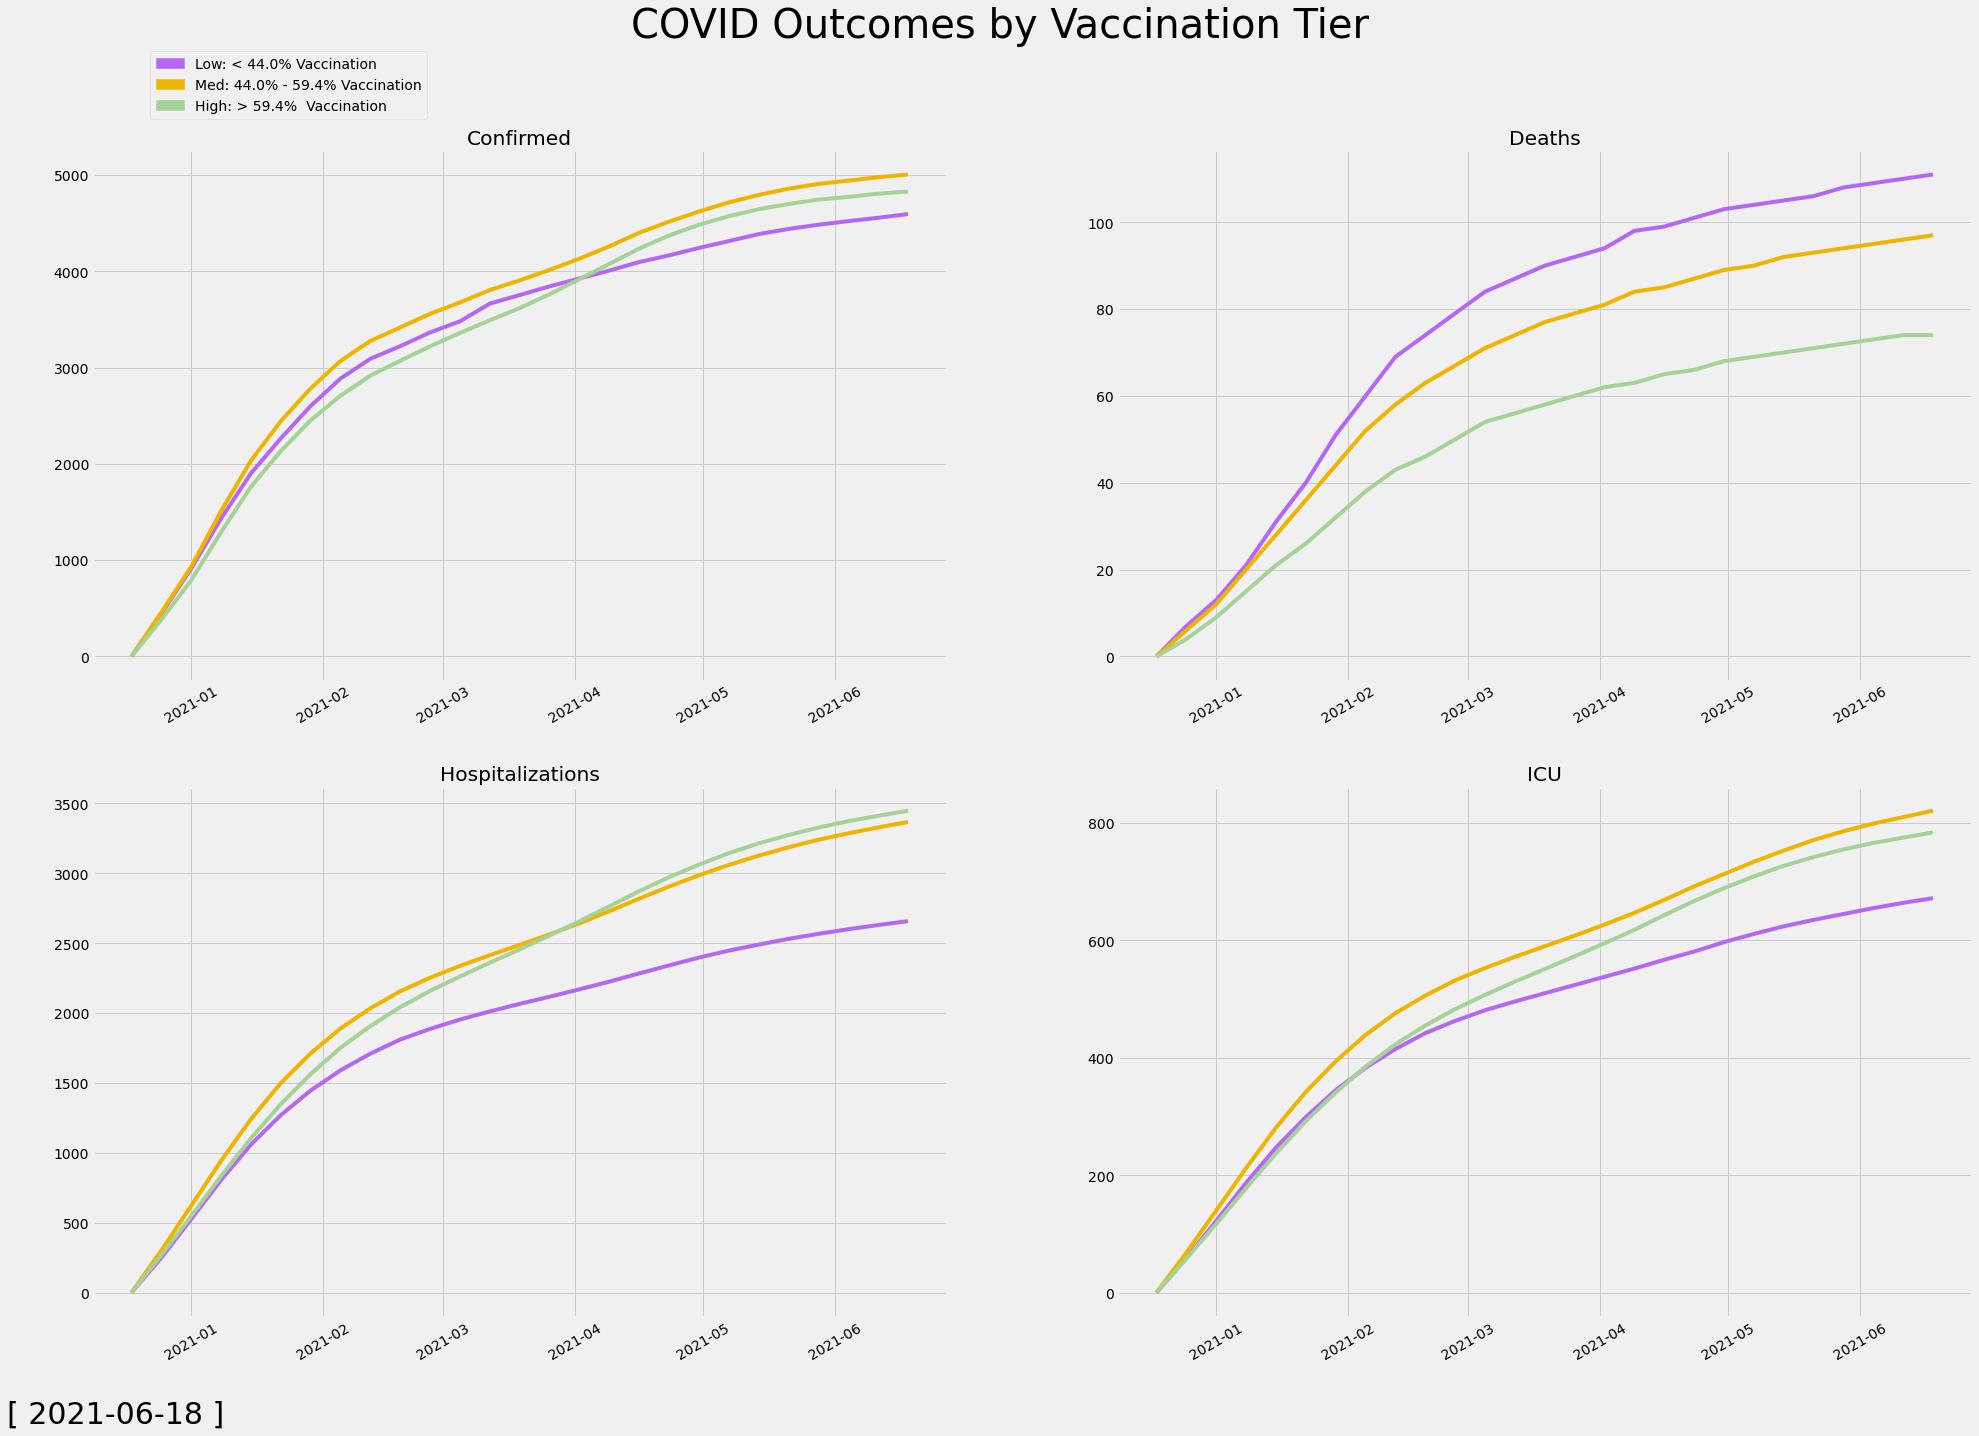 COVID Outcomes by Vaccination Tier
Low: < 44.0% Vaccination
Med: 44.0% - 59.4% Vaccination
High: > 59.4%  Vaccination
Confirmed
5000
4000
3000
2000
1000
0
2021-01 2021-02 2021-03 2021-04 2021-05 2021-06
Deaths
100
80
60
40
20
0
2021-01 2021-02 2021-03 2021-04 2021-05 2021-06
Hospitalizations
3500
3000
2500
2000
1500
1000
500
0
2021-01 2021-02 2021-03 2021-04 2021-05 2021-06
ICU
800
600
400
200
0
2021-01 2021-02 2021-03 2021-04 2021-05 2021-06
[ 2021-06-18 ]